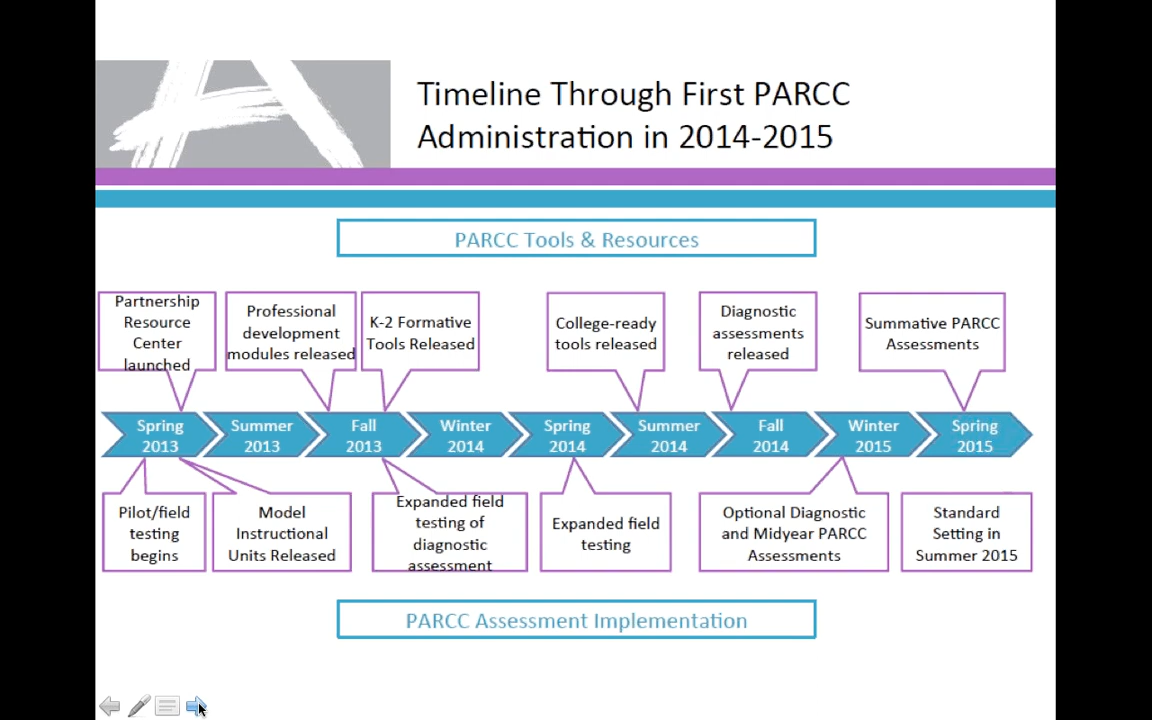 Timeline Through First PARCC
Administration in 2014-2015
PARCC Tools & Resources
Partnership
Resource
Center
launched
Professional
development
modules released
K-2 Formative
Tools Released
College-ready
tools released
Diagnostic
assessments
released
Summative PARCC
Assessments
Spring
2013
Summer
2013
Fall
2013
Winter
2014
Spring
2014
Summer
2014
Fall
2014
Winter
2015
Spring
2015
Pilot/field
testing
begins
Model
Instructional
Units Released
Expanded field
testing of
diagnostic
assessment
Expanded field
testing
Optional Diagnostic
and Midyear PARCC
Assessments
Standard
Setting in
Summer 2015
PARCC Assessment Implementation